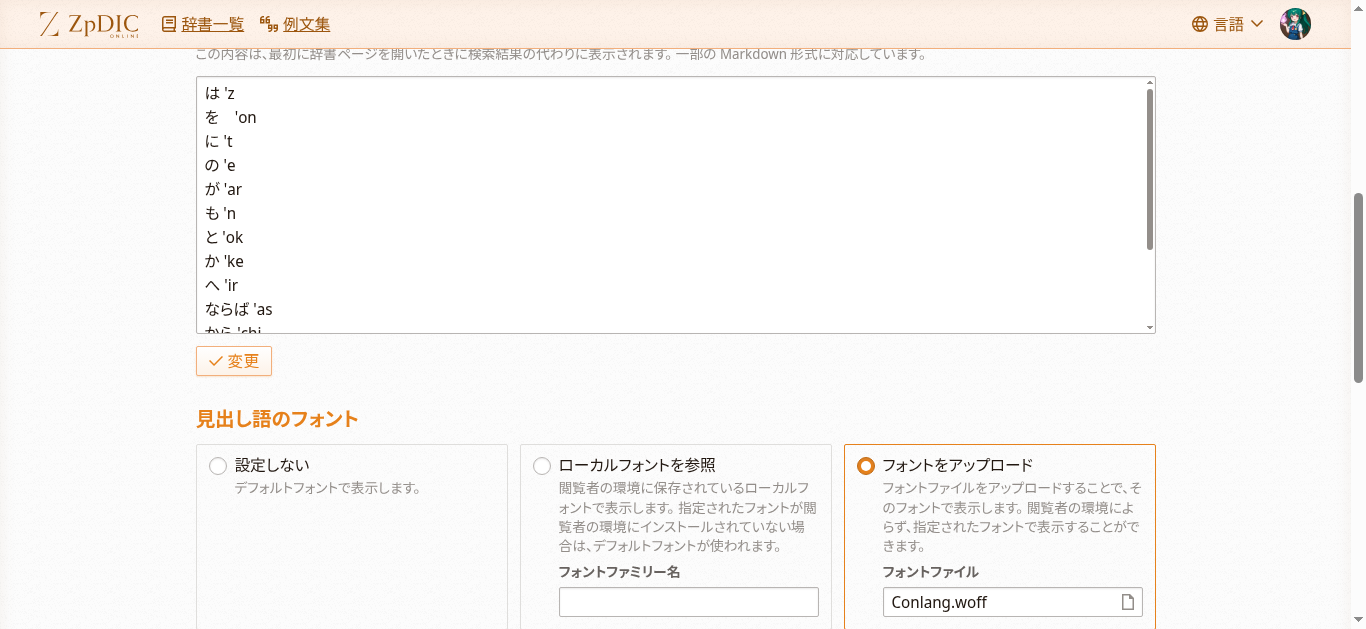 ZpDIC ONLINE 辞書一覧 例文集 言語
この内容は、最初に辞書ページを開いたときに検索結果の代わりに表示されます。一部の Markdown 形式に対応しています。
は 'z
を　'on
に 't
の 'e
が 'ar
も 'n
と 'ok
か 'ke
へ 'ir
ならば 'as
から 'chi
変更
見出し語のフォント
設定しない
デフォルトフォントで表示します。
ローカルフォントを参照
閲覧者の環境に保存されているローカルフ
ォントで表示します。指定されたフォントが閲
覧者の環境にインストールされていない場
合は、デフォルトフォントが使われます。
フォントファミリー名
フォントをアップロード
フォントファイルをアップロードすることで、そ
のフォントで表示します。閲覧者の環境によ
らず、指定されたフォントで表示することがで
きます。
フォントファイル
Conlang.woff